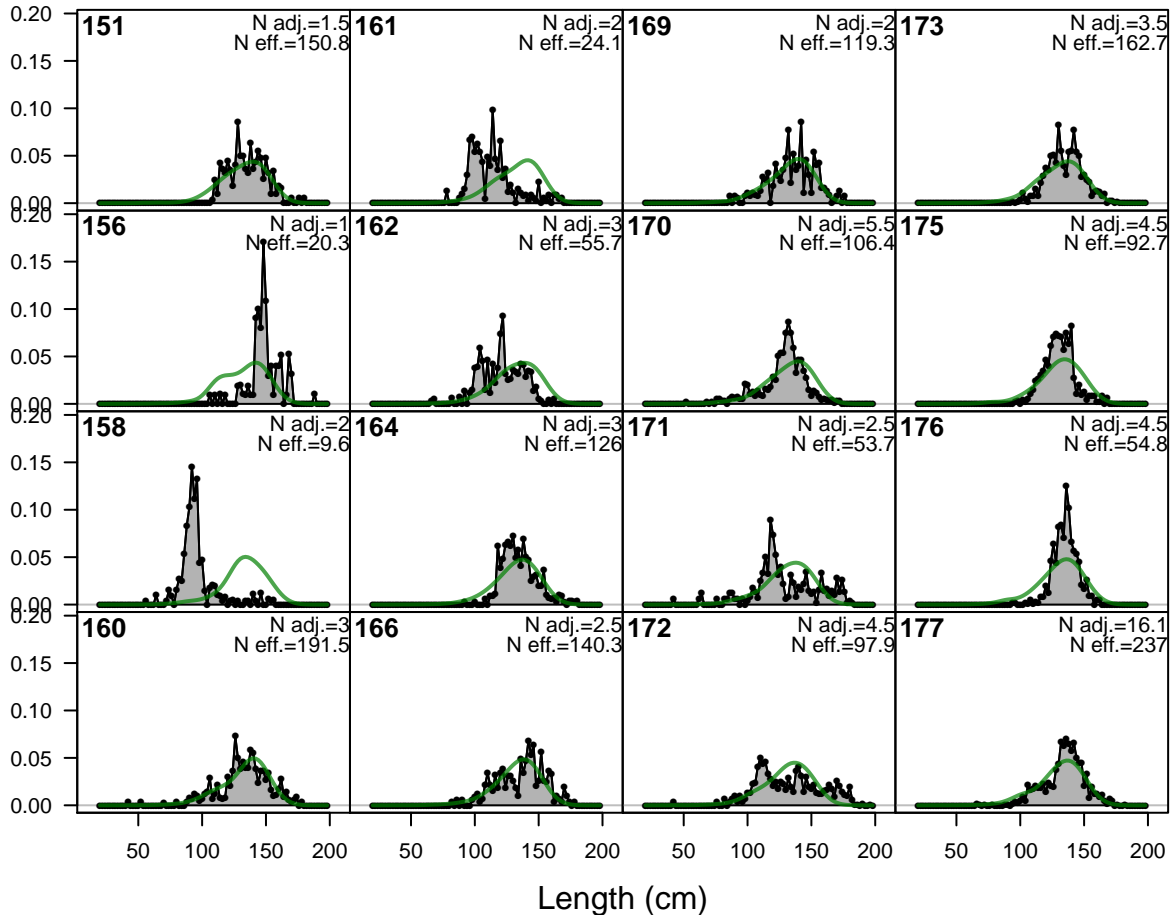 0.20
0.15
0.10
0.05
0.00
151
N adj.=1.5
N eff.=150.8
161
N adj.=2
N eff.=24.1
169
N adj.=2
N eff.=119.3
173
N adj.=3.5
N eff.=162.7
0.20
0.15
0.10
0.05
0.00
156
N adj.=1
N eff.=20.3
162
N adj.=3
N eff.=55.7
170
N adj.=5.5
N eff.=106.4
175
N adj.=4.5
N eff.=92.7
0.20
0.15
0.10
0.05
0.00
158
N adj.=2
N eff.=9.6
164
N adj.=3
N eff.=126
171
N adj.=2.5
N eff.=53.7
176
N adj.=4.5
N eff.=54.8
0.20
0.15
0.10
0.05
0.00
160
N adj.=3
N eff.=191.5
166
N adj.=2.5
N eff.=140.3
172
N adj.=4.5
N eff.=97.9
177
N adj.=16.1
N eff.=237
50 100 150 200 50 100 150 200 50 100 150 200 50 100 150 200
Length (cm)